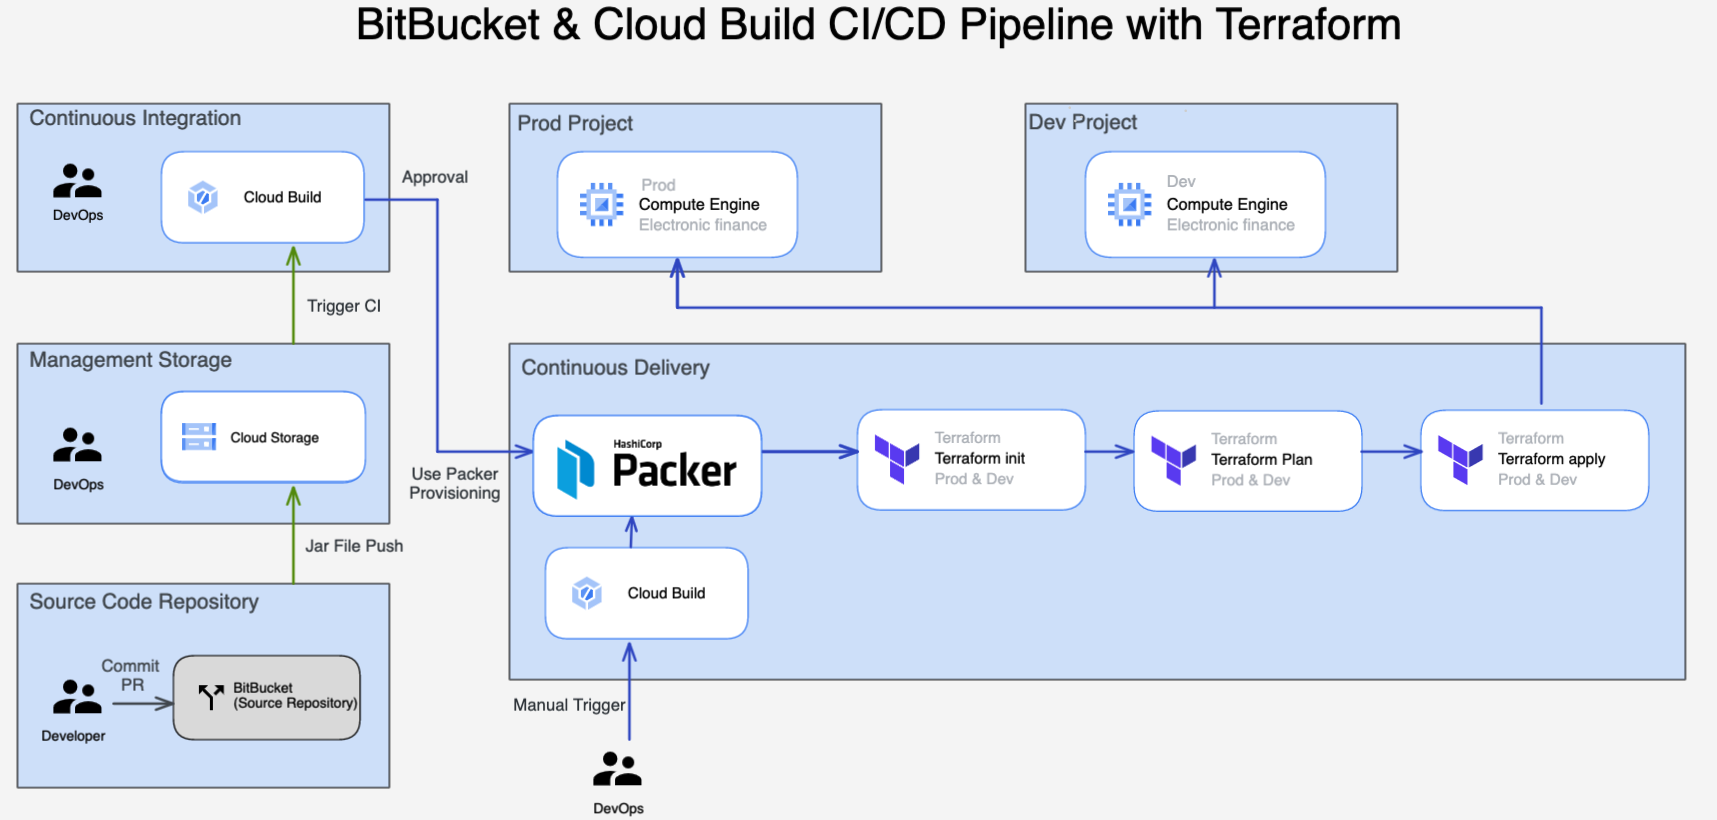 BitBucket & Cloud Build CI/CD Pipeline with Terraform
Continuous Integration
DevOps
Cloud Build
Approval
Trigger CI
Management Storage
DevOps
Cloud Storage
Jar File Push
Source Code Repository
Commit
PR
Developer
BitBucket
(Source Repository)
Prod Project
Prod
Compute Engine
Electronic finance
Dev Project
Dev
Compute Engine
Electronic finance
Continuous Delivery
Use Packer
Provisioning
HashiCorp
Packer
Terraform
Terraform init
Prod & Dev
Terraform
Terraform Plan
Prod & Dev
Terraform
Terraform apply
Prod & Dev
Cloud Build
Manual Trigger
DevOps